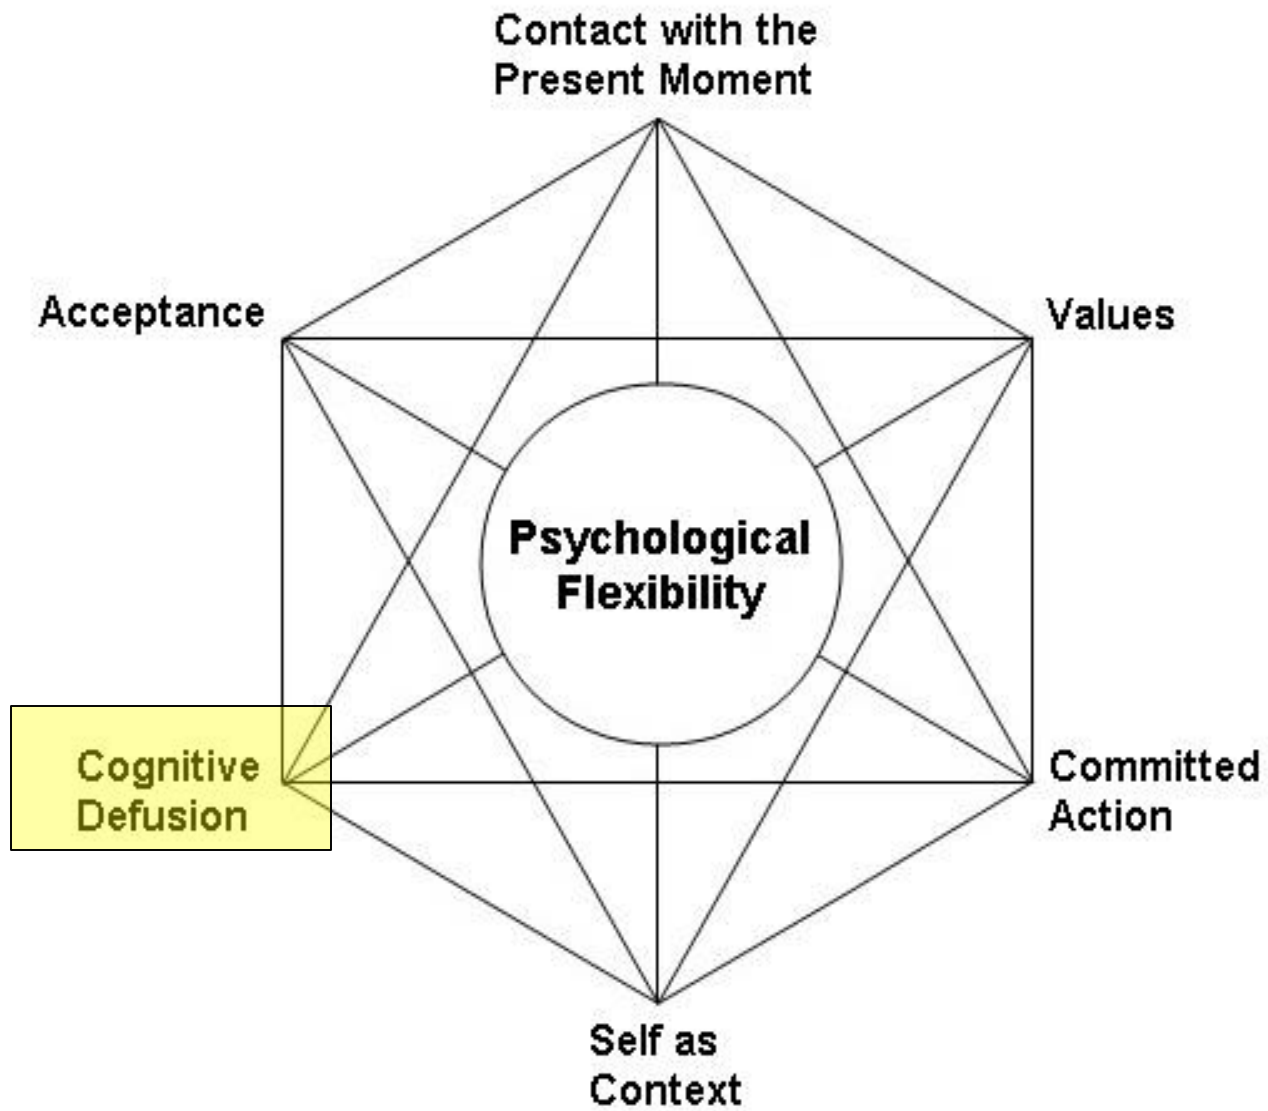 Contact with the
Present Moment
Acceptance
Values
Psychological
Flexibility
Cognitive
Defusion
Committed
Action
Self as
Context